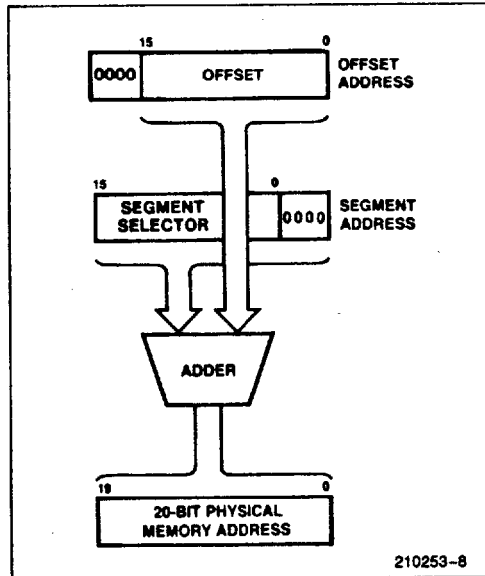 15 0
0000 OFFSET OFFSET
ADDRESS
15 0
SEGMENT
SELECTOR 0000 SEGMENT
ADDRESS
ADDER
19 0
20-BIT PHYSICAL
MEMORY ADDRESS
210253-8